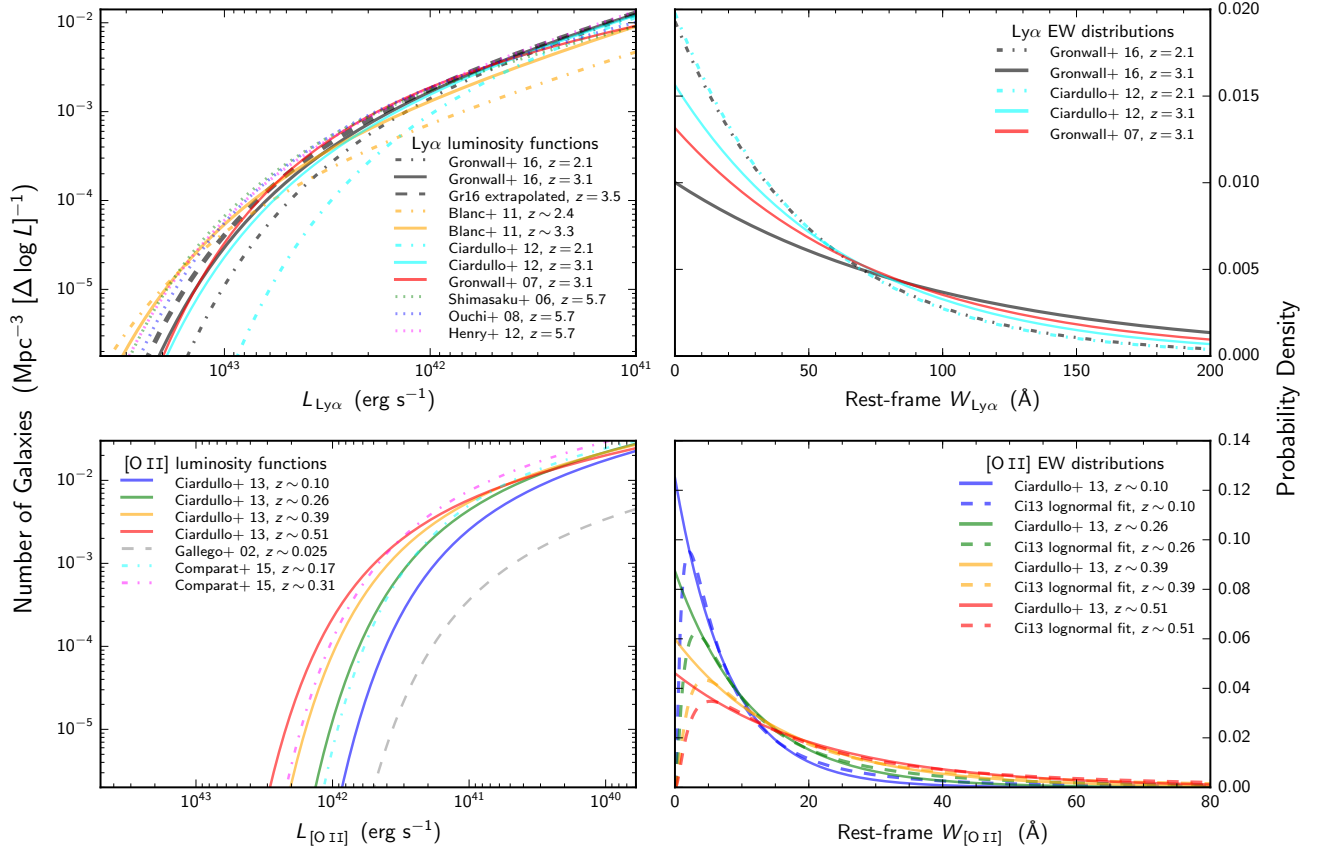 Number of Galaxies (Mpc⁻³ [Δ log L]⁻¹)
10⁻²
10⁻³
10⁻⁴
10⁻⁵
Lyα luminosity functions
Gronwall+ 16, z = 2.1
Gronwall+ 16, z = 3.1
Gr16 extrapolated, z = 3.5
Blanc+ 11, z ∼ 2.4
Blanc+ 11, z ∼ 3.3
Ciardullo+ 12, z = 2.1
Ciardullo+ 12, z = 3.1
Gronwall+ 07, z = 3.1
Shimasaku+ 06, z = 5.7
Ouchi+ 08, z = 5.7
Henry+ 12, z = 5.7
10⁴³ 10⁴² 10⁴¹
L_Lyα (erg s⁻¹)
Lyα EW distributions
Gronwall+ 16, z = 2.1
Gronwall+ 16, z = 3.1
Ciardullo+ 12, z = 2.1
Ciardullo+ 12, z = 3.1
Gronwall+ 07, z = 3.1
0.020
0.015
0.010
0.005
0.000
0 50 100 150 200
Rest-frame W_Lyα (Å)
Probability Density
10⁻²
10⁻³
10⁻⁴
10⁻⁵
[O II] luminosity functions
Ciardullo+ 13, z ∼ 0.10
Ciardullo+ 13, z ∼ 0.26
Ciardullo+ 13, z ∼ 0.39
Ciardullo+ 13, z ∼ 0.51
Gallego+ 02, z ∼ 0.025
Comparat+ 15, z ∼ 0.17
Comparat+ 15, z ∼ 0.31
10⁴³ 10⁴² 10⁴¹ 10⁴⁰
L_[O II] (erg s⁻¹)
[O II] EW distributions
Ciardullo+ 13, z ∼ 0.10
Ci13 lognormal fit, z ∼ 0.10
Ciardullo+ 13, z ∼ 0.26
Ci13 lognormal fit, z ∼ 0.26
Ciardullo+ 13, z ∼ 0.39
Ci13 lognormal fit, z ∼ 0.39
Ciardullo+ 13, z ∼ 0.51
Ci13 lognormal fit, z ∼ 0.51
0.14
0.12
0.10
0.08
0.06
0.04
0.02
0.00
0 20 40 60 80
Rest-frame W_[O II] (Å)